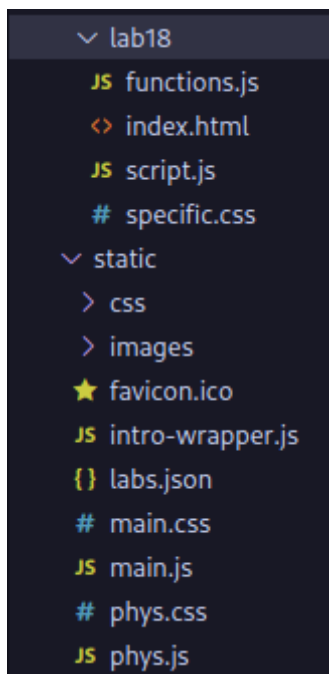 lab18
JS functions.js
<> index.html
JS script.js
# specific.css
static
css
images
favicon.ico
JS intro-wrapper.js
{} labs.json
# main.css
JS main.js
# phys.css
JS phys.js